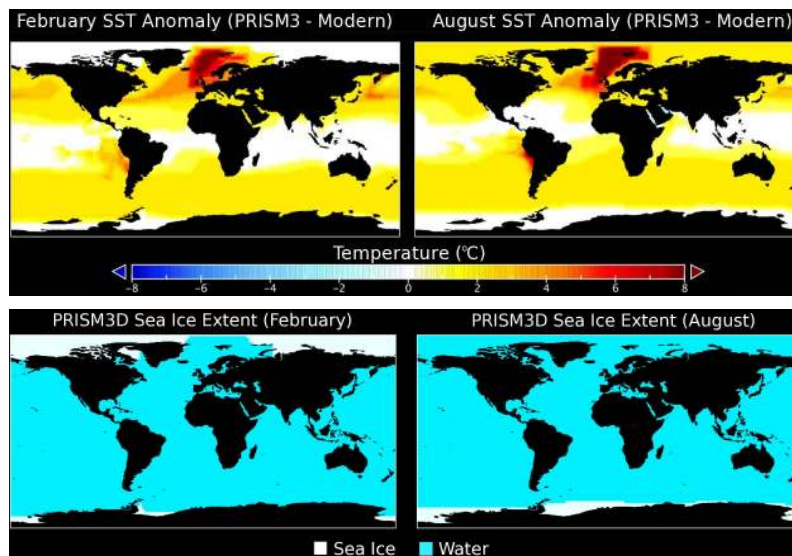 February SST Anomaly (PRISM3 - Modern)
August SST Anomaly (PRISM3 - Modern)
Temperature (°C)
-8 -6 -4 -2 0 2 4 6 8
PRISM3D Sea Ice Extent (February)
PRISM3D Sea Ice Extent (August)
Sea Ice Water